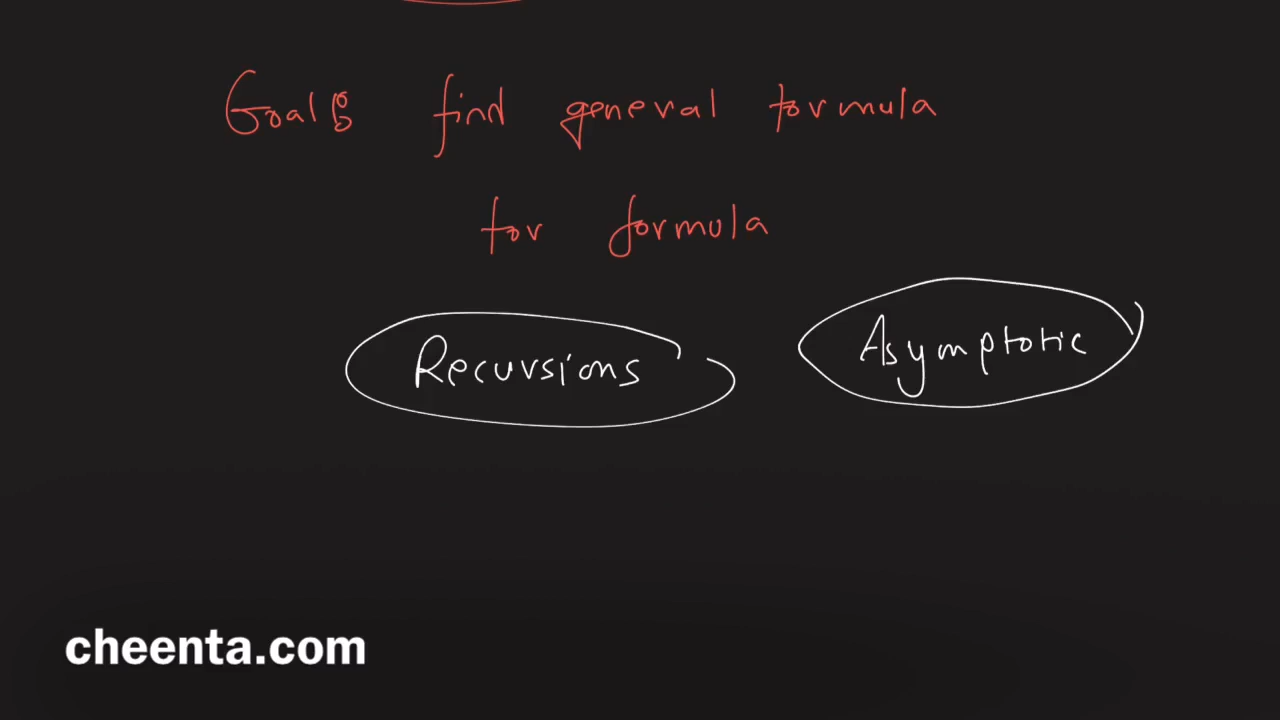 Goal: find general formula
for formula
Recursions Asymptotic
cheenta.com